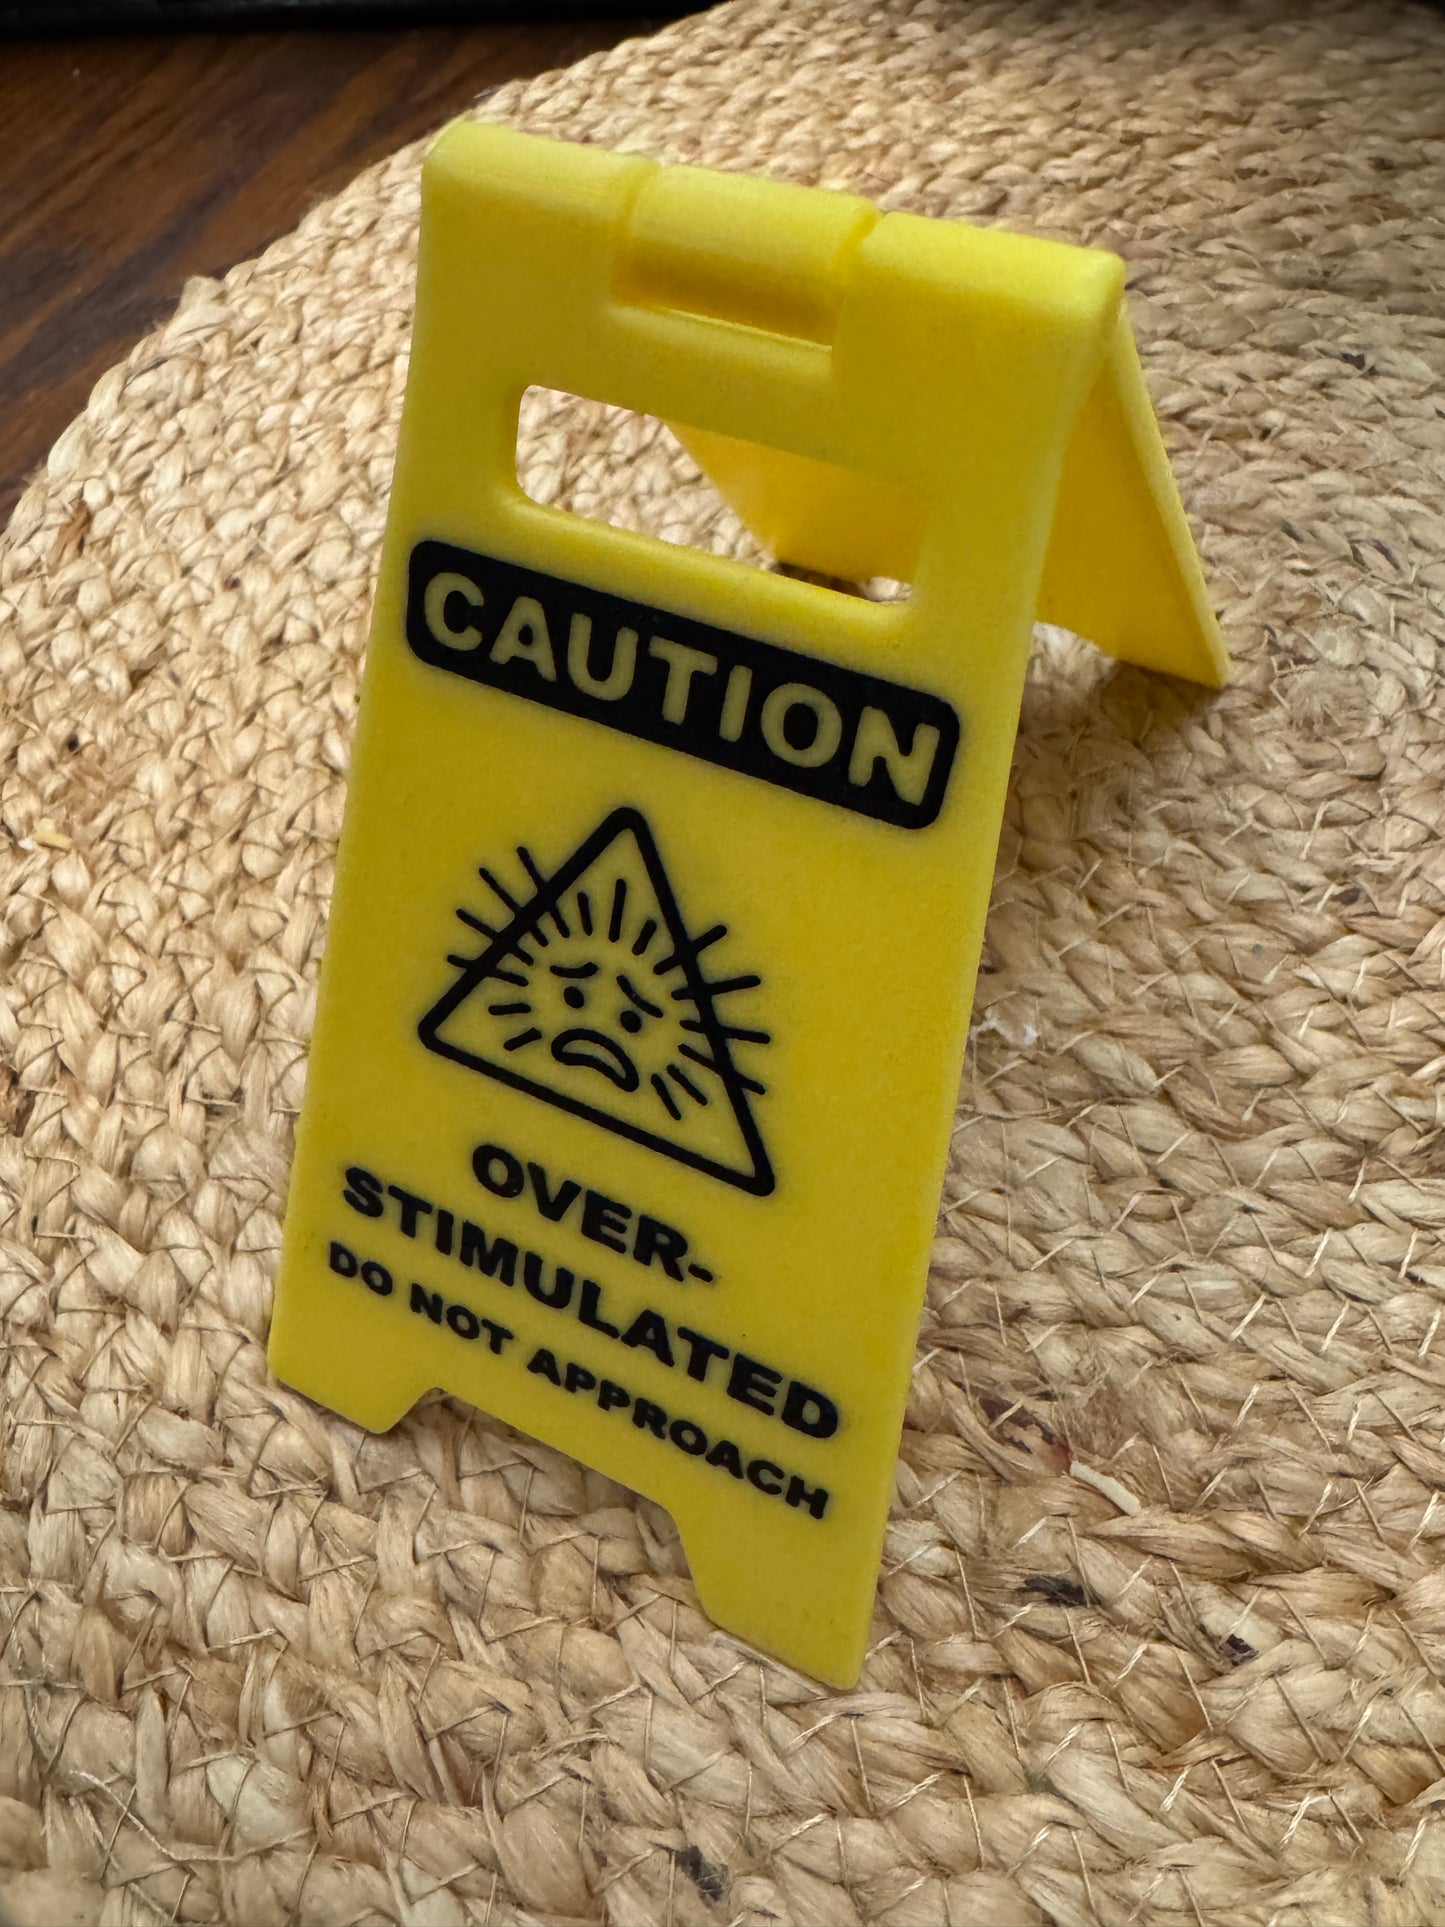 CAUTION
OVER-
STIMULATED
DO NOT APPROACH